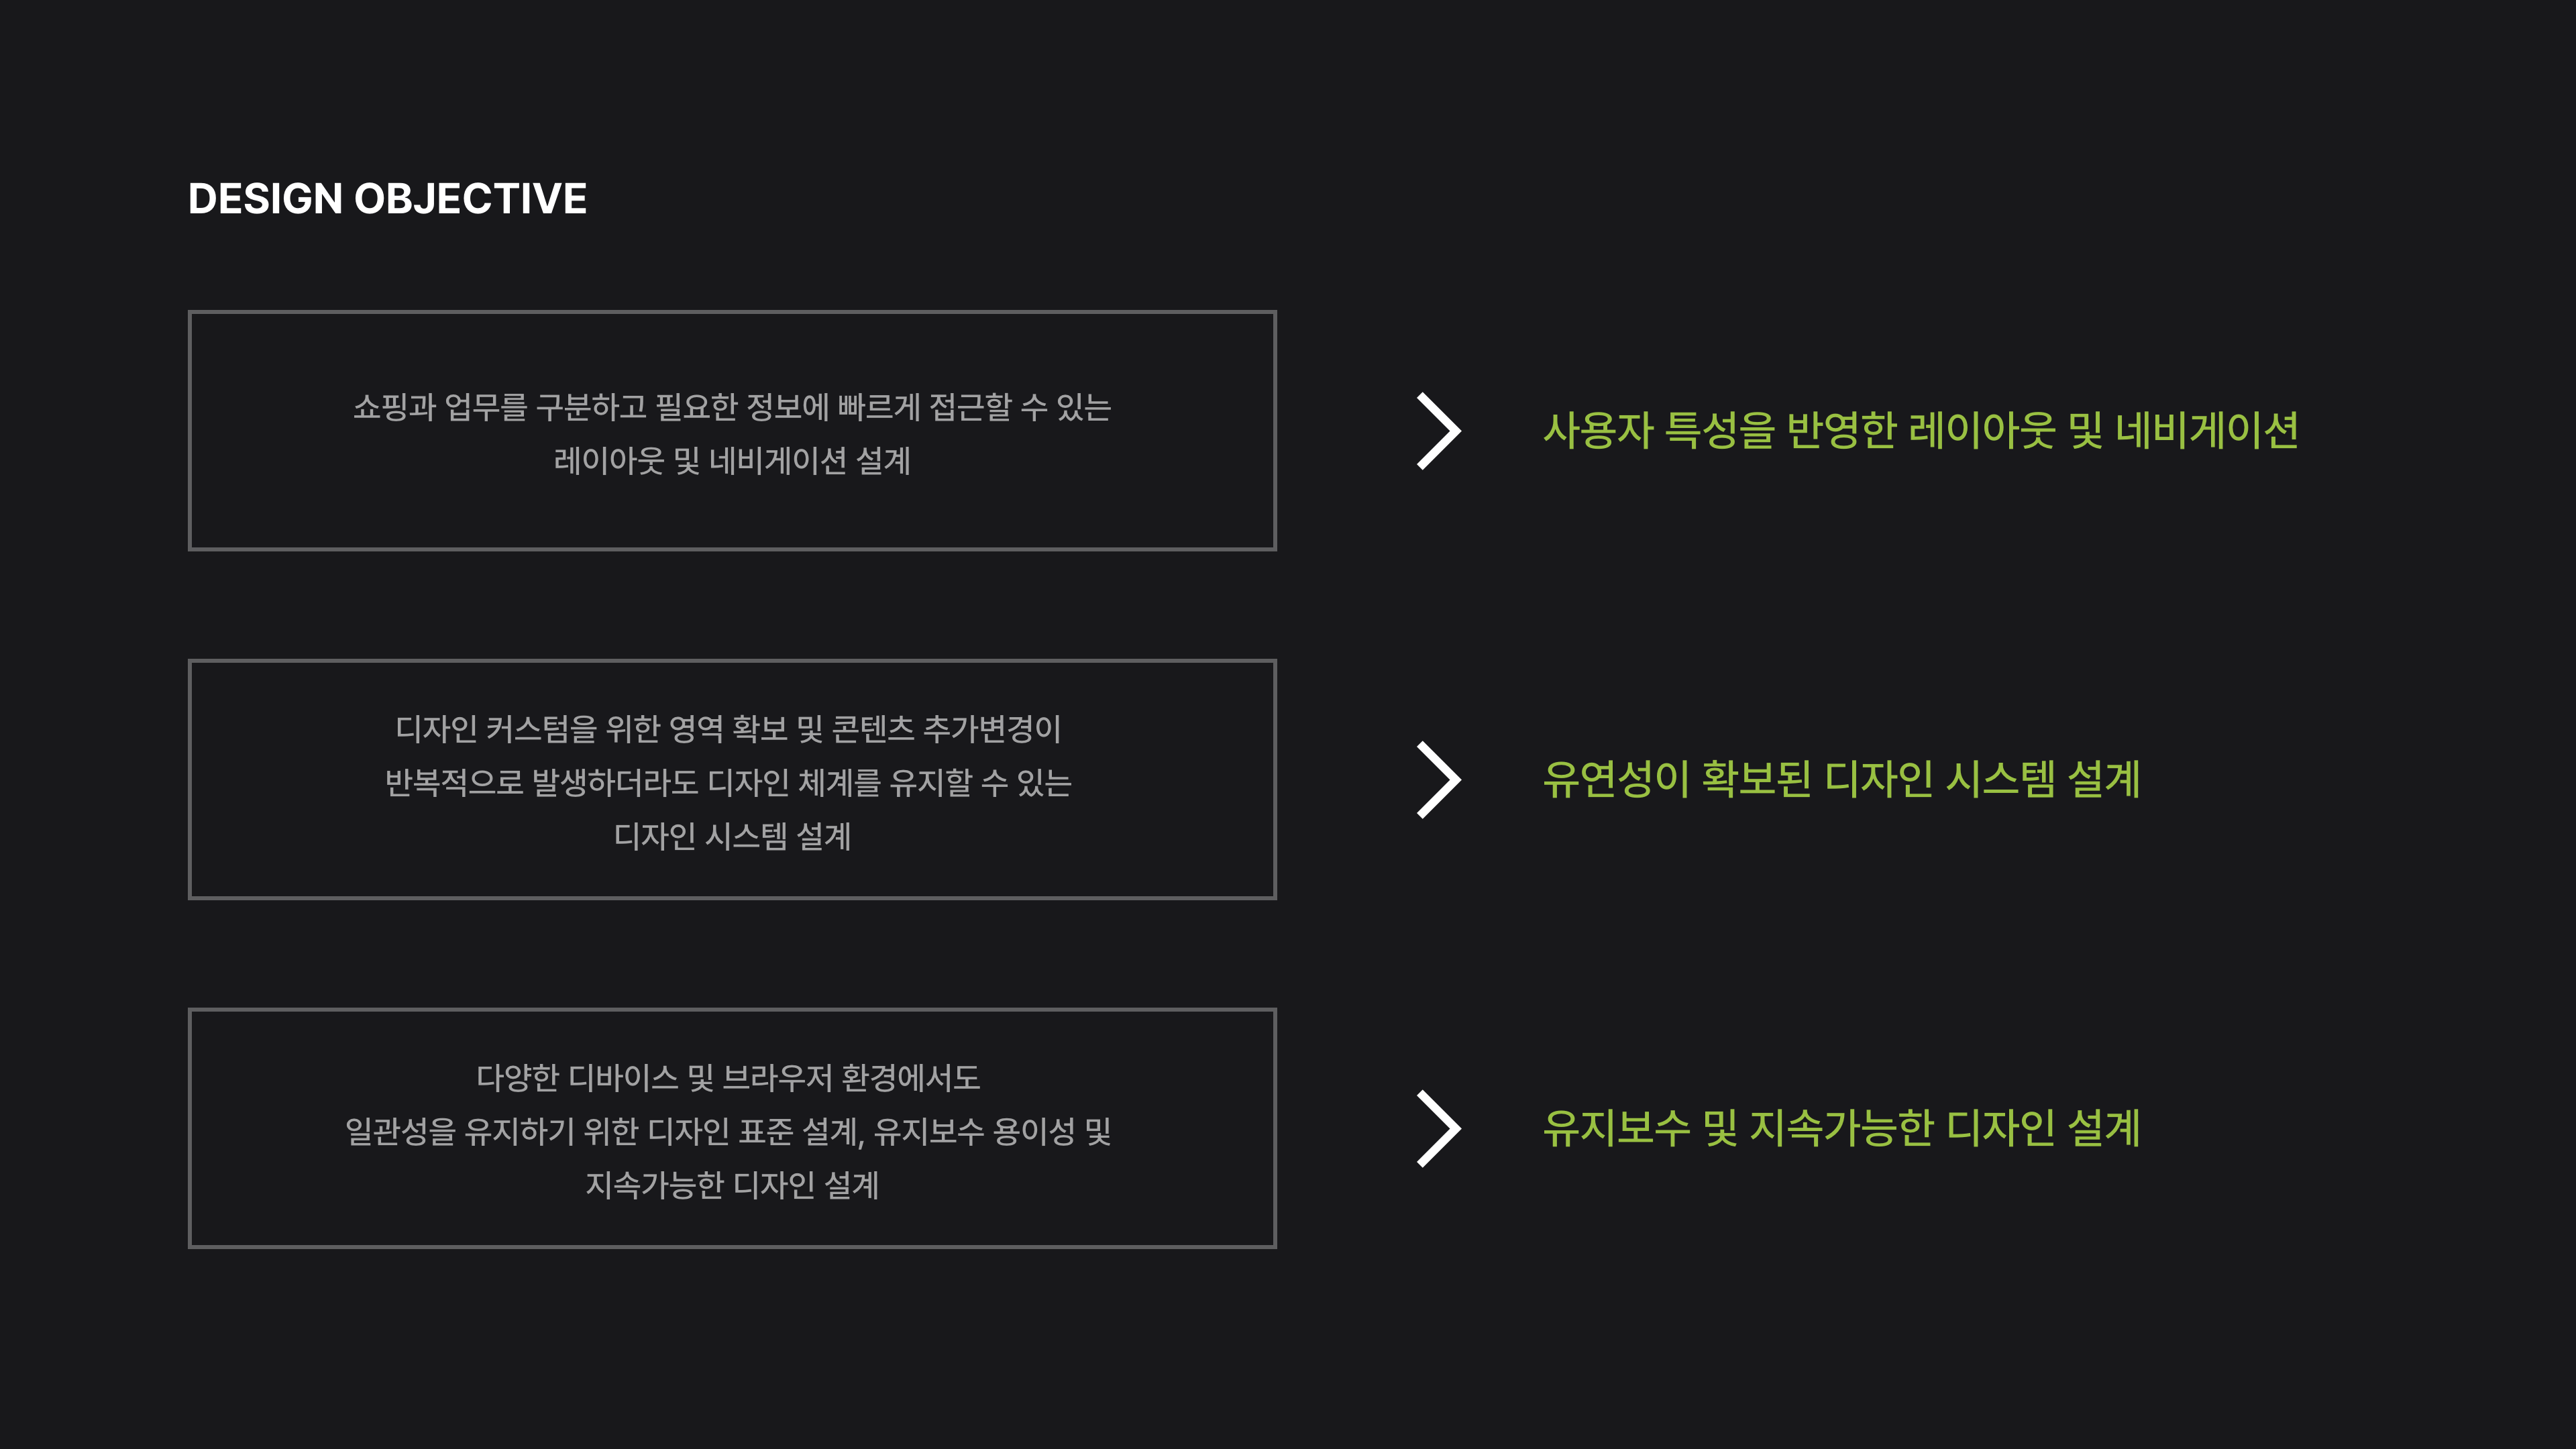 DESIGN OBJECTIVE
쇼핑과 업무를 구분하고 필요한 정보에 빠르게 접근할 수 있는
레이아웃 및 네비게이션 설계
사용자 특성을 반영한 레이아웃 및 네비게이션
디자인 커스텀을 위한 영역 확보 및 콘텐츠 추가변경이
반복적으로 발생하더라도 디자인 체계를 유지할 수 있는
디자인 시스템 설계
유연성이 확보된 디자인 시스템 설계
다양한 디바이스 및 브라우저 환경에서도
일관성을 유지하기 위한 디자인 표준 설계, 유지보수 용이성 및
지속가능한 디자인 설계
유지보수 및 지속가능한 디자인 설계